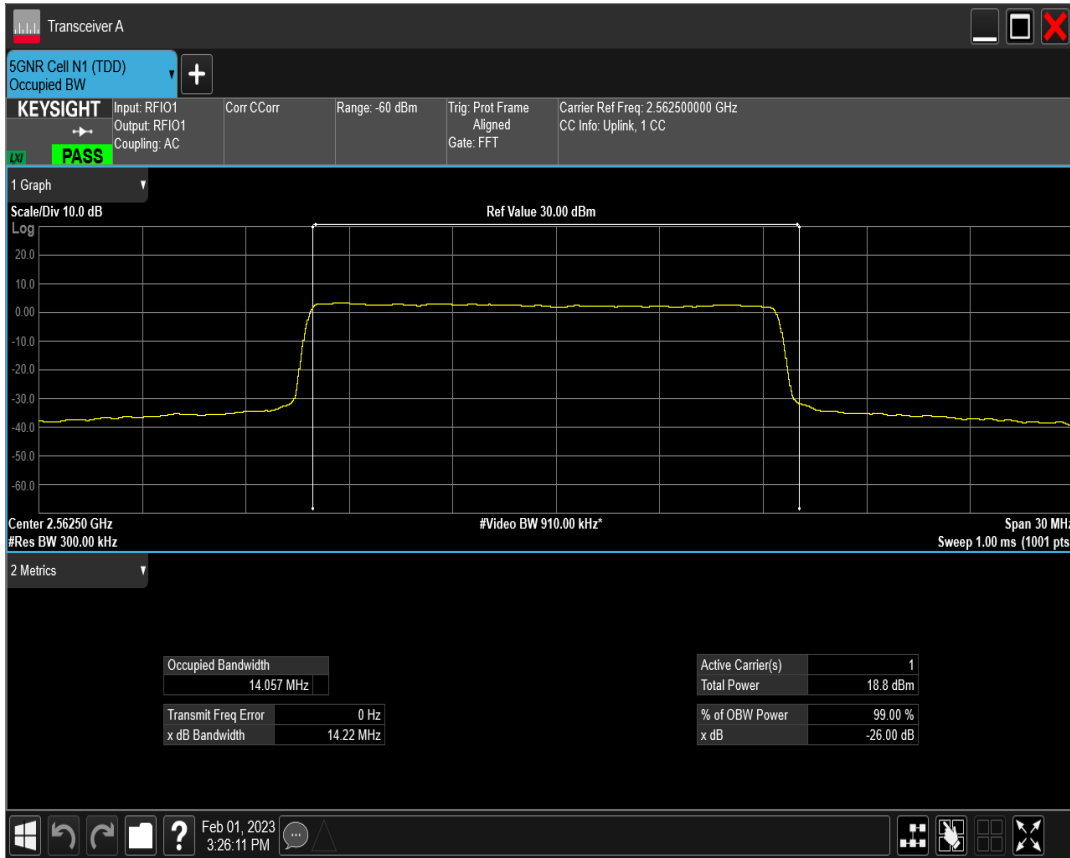 Transceiver A
5GNR Cell N1 (TDD)
Occupied BW
KEYSIGHT
LXI
PASS
Input: RFIO1
Output: RFIO1
Coupling: AC
Corr CCorr
Range: -60 dBm
Trig: Prot Frame
Aligned
Gate: FFT
Carrier Ref Freq: 2.562500000 GHz
CC Info: Uplink, 1 CC
1 Graph
Scale/Div 10.0 dB
Ref Value 30.00 dBm
Log
20.0
10.0
0.00
-10.0
-20.0
-30.0
-40.0
-50.0
-60.0
Center 2.56250 GHz
#Video BW 910.00 kHz*
Span 30 MHz
#Res BW 300.00 kHz
Sweep 1.00 ms (1001 pts
2 Metrics
Occupied Bandwidth
14.057 MHz
Transmit Freq Error 0 Hz
x dB Bandwidth 14.22 MHz
Active Carrier(s) 1
Total Power 18.8 dBm
% of OBW Power 99.00 %
x dB -26.00 dB
Feb 01, 2023
3:26:11 PM